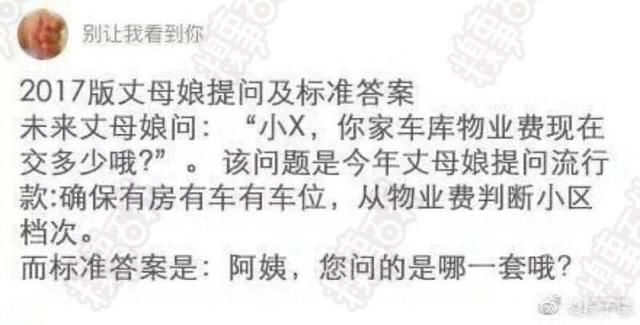 别让我看到你
2017版丈母娘提问及标准答案
未来丈母娘问：“小X，你家车库物业费现在
交多少哦?”。该问题是今年丈母娘提问流行
款:确保有房有车有车位，从物业费判断小区
档次。
而标准答案是：阿姨，您问的是哪一套哦？